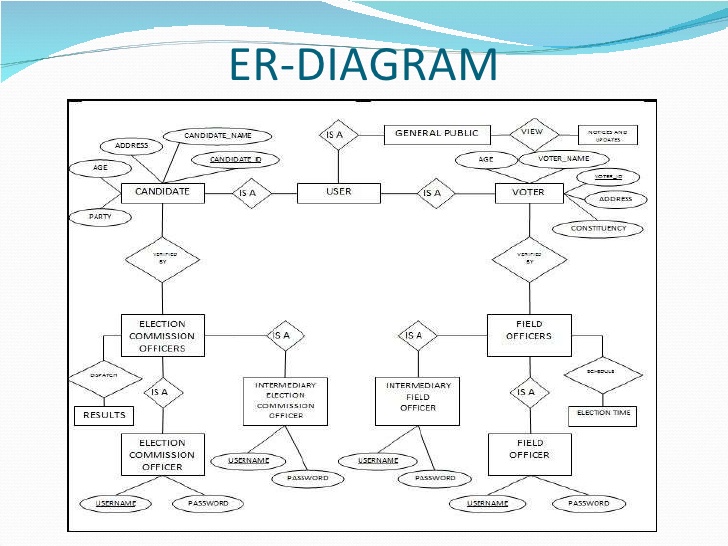 ER-DIAGRAM
CANDIDATE_NAME
IS A
GENERAL PUBLIC
VIEW
NOTICES AND
UPDATES
ADDRESS
CANDIDATE_ID
AGE
VOTER_NAME
AGE
VOTER_ID
CANDIDATE
IS A
USER
IS A
VOTER
ADDRESS
PARTY
CONSTITUENCY
VERIFIED
BY
VERIFIED
BY
ELECTION
COMMISSION
OFFICERS
IS A
IS A
FIELD
OFFICERS
DISPATCH
SCHEDULE
IS A
INTERMEDIARY
ELECTION
COMMISSION
OFFICER
INTERMEDIARY
FIELD
OFFICER
IS A
RESULTS
ELECTION TIME
ELECTION
COMMISSION
OFFICER
FIELD
OFFICER
USERNAME
USERNAME
PASSWORD
PASSWORD
USERNAME
PASSWORD
USERNAME
PASSWORD